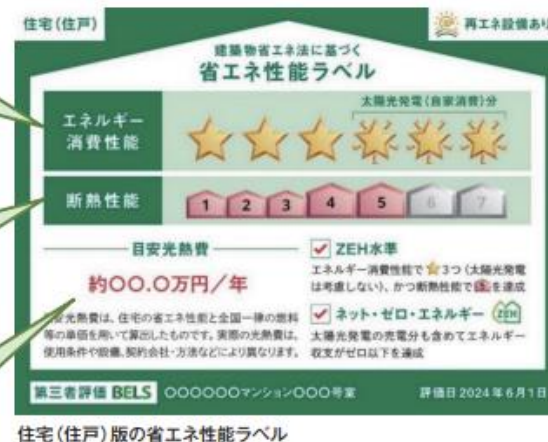 住宅(住戸)
再エネ設備あり
建築物省エネ法に基づく
省エネ性能ラベル
太陽光発電(自家消費)分
エネルギー
消費性能
断熱性能
1 2 3 4 5 6 7
目安光熱費
約〇〇.〇万円/年
目安光熱費は、住宅の省エネ性能と全国一律の燃料
等の単価を用いて算出したものです。実際の光熱費は、
使用条件や設備、契約会社・方法などにより異なります。
ZEH水準
エネルギー消費性能で★3つ(太陽光発電
は考慮しない)、かつ断熱性能で5を達成
ネット・ゼロ・エネルギー ZEH
太陽光発電の売電分も含めてエネルギー
収支がゼロ以下を達成
第三者評価 BELS 〇〇〇〇〇〇マンション〇〇〇号室
評価日2024年6月1日
住宅(住戸)版の省エネ性能ラベル